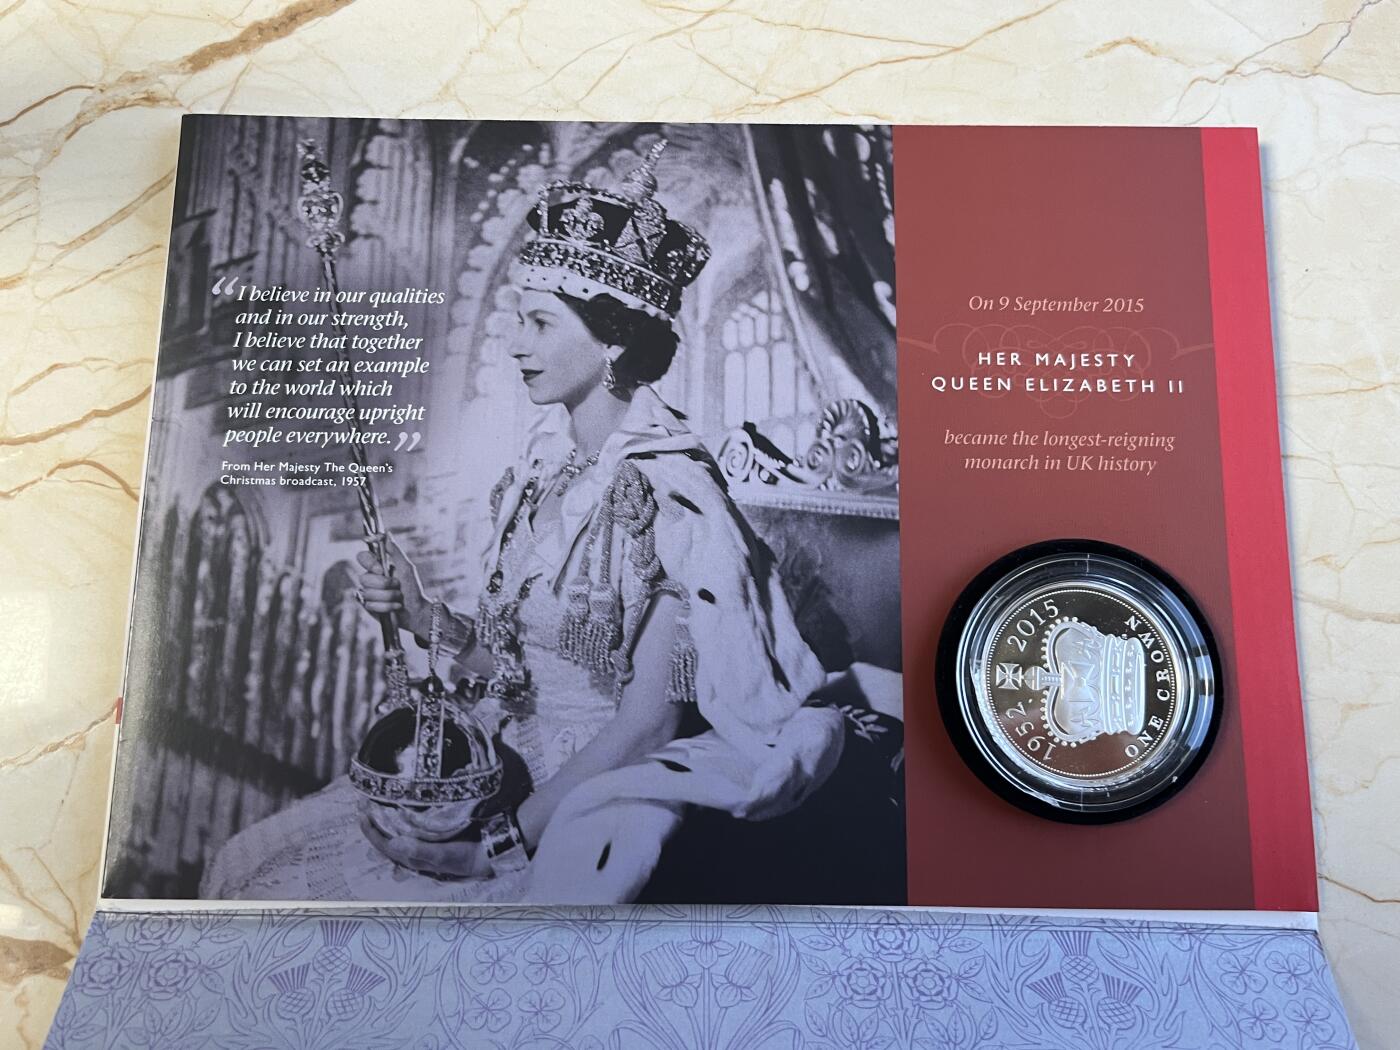 “I believe in our qualities
and in our strength,
I believe that together
we can set an example
to the world which
will encourage upright
people everywhere.”
From Her Majesty The Queen's
Christmas broadcast, 1957
On 9 September 2015
HER MAJESTY
QUEEN ELIZABETH II
became the longest-reigning
monarch in UK history
1952 2015
ONE CROWN